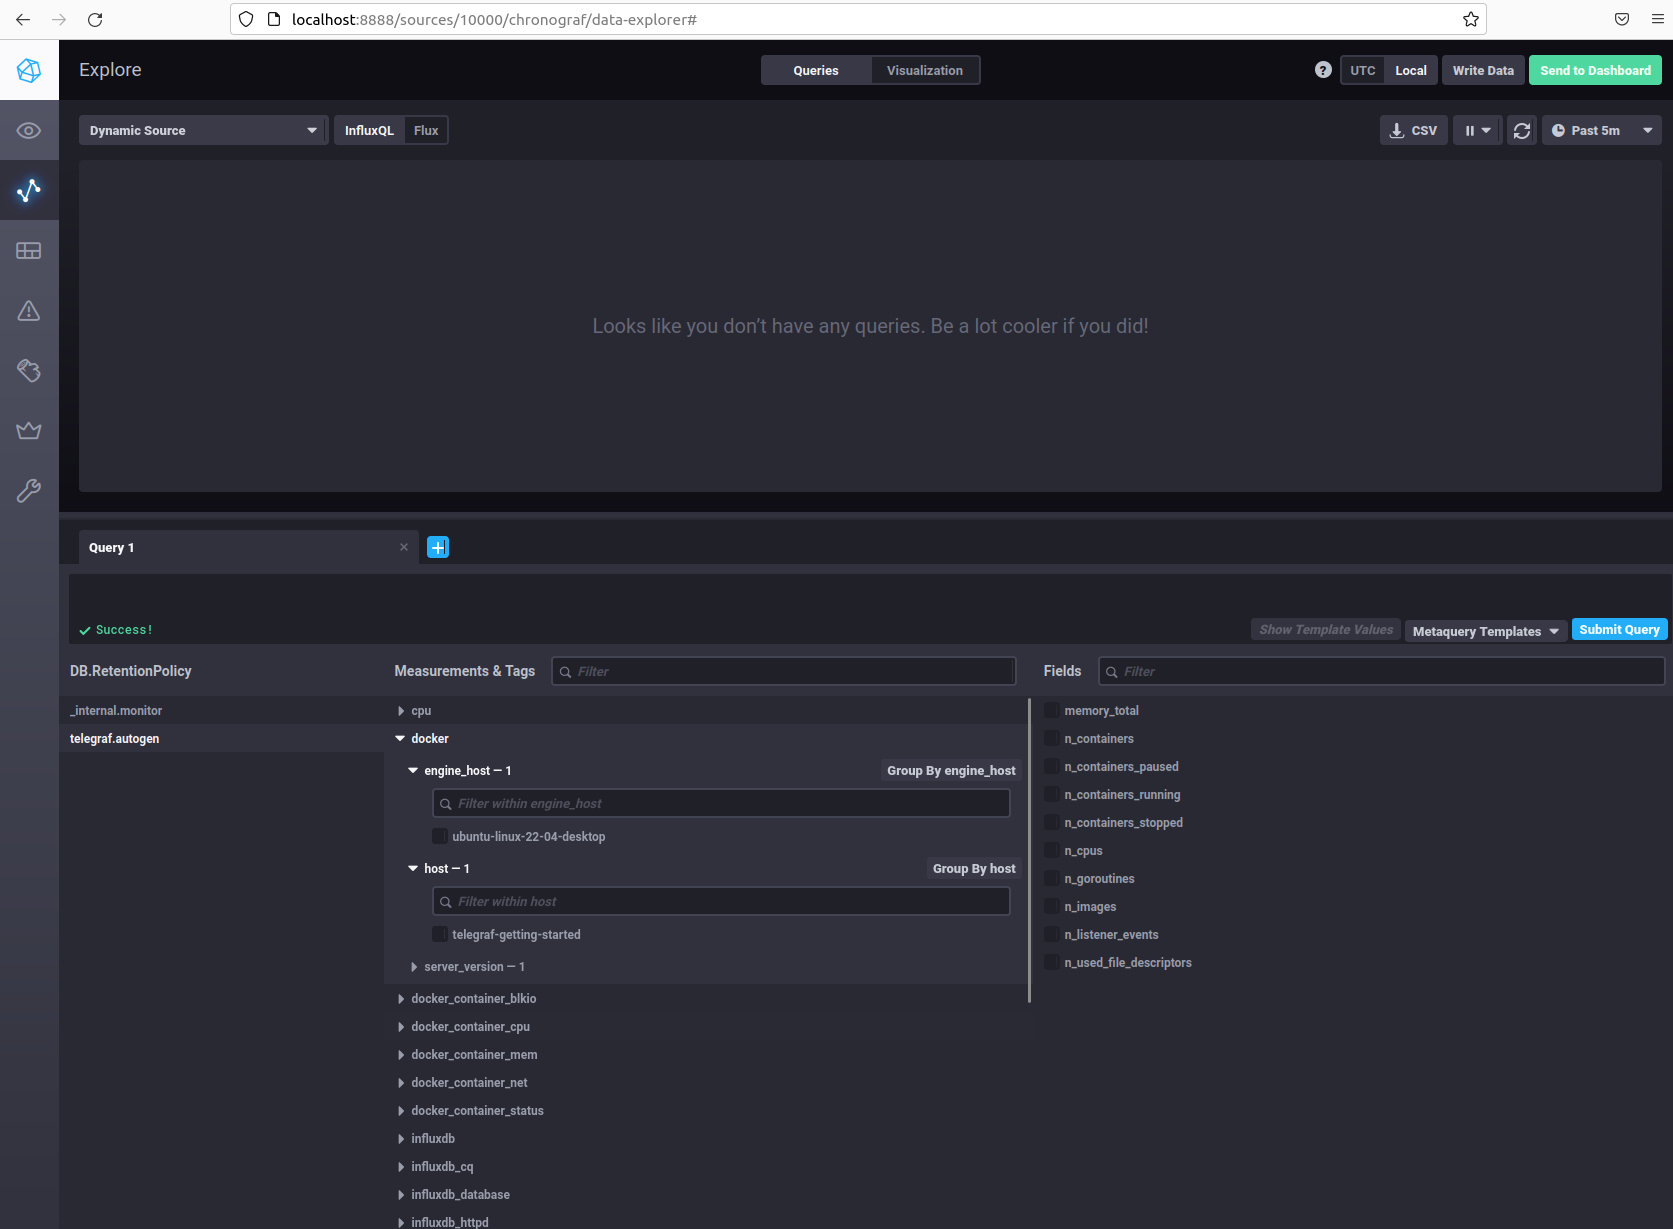 localhost:8888/sources/10000/chronograf/data-explorer#
Explore
Queries
Visualization
?
UTC
Local
Write Data
Send to Dashboard
Dynamic Source
InfluxQL
Flux
CSV
Past 5m
Looks like you don't have any queries. Be a lot cooler if you did!
Query 1
Success!
Show Template Values
Metaquery Templates
Submit Query
DB.RetentionPolicy
Measurements & Tags
Filter
Fields
Filter
_internal.monitor
telegraf.autogen
cpu
docker
engine_host — 1
Group By engine_host
Filter within engine_host
ubuntu-linux-22-04-desktop
host — 1
Group By host
Filter within host
telegraf-getting-started
server_version — 1
docker_container_blkio
docker_container_cpu
docker_container_mem
docker_container_net
docker_container_status
influxdb
influxdb_cq
influxdb_database
influxdb_httpd
memory_total
n_containers
n_containers_paused
n_containers_running
n_containers_stopped
n_cpus
n_goroutines
n_images
n_listener_events
n_used_file_descriptors